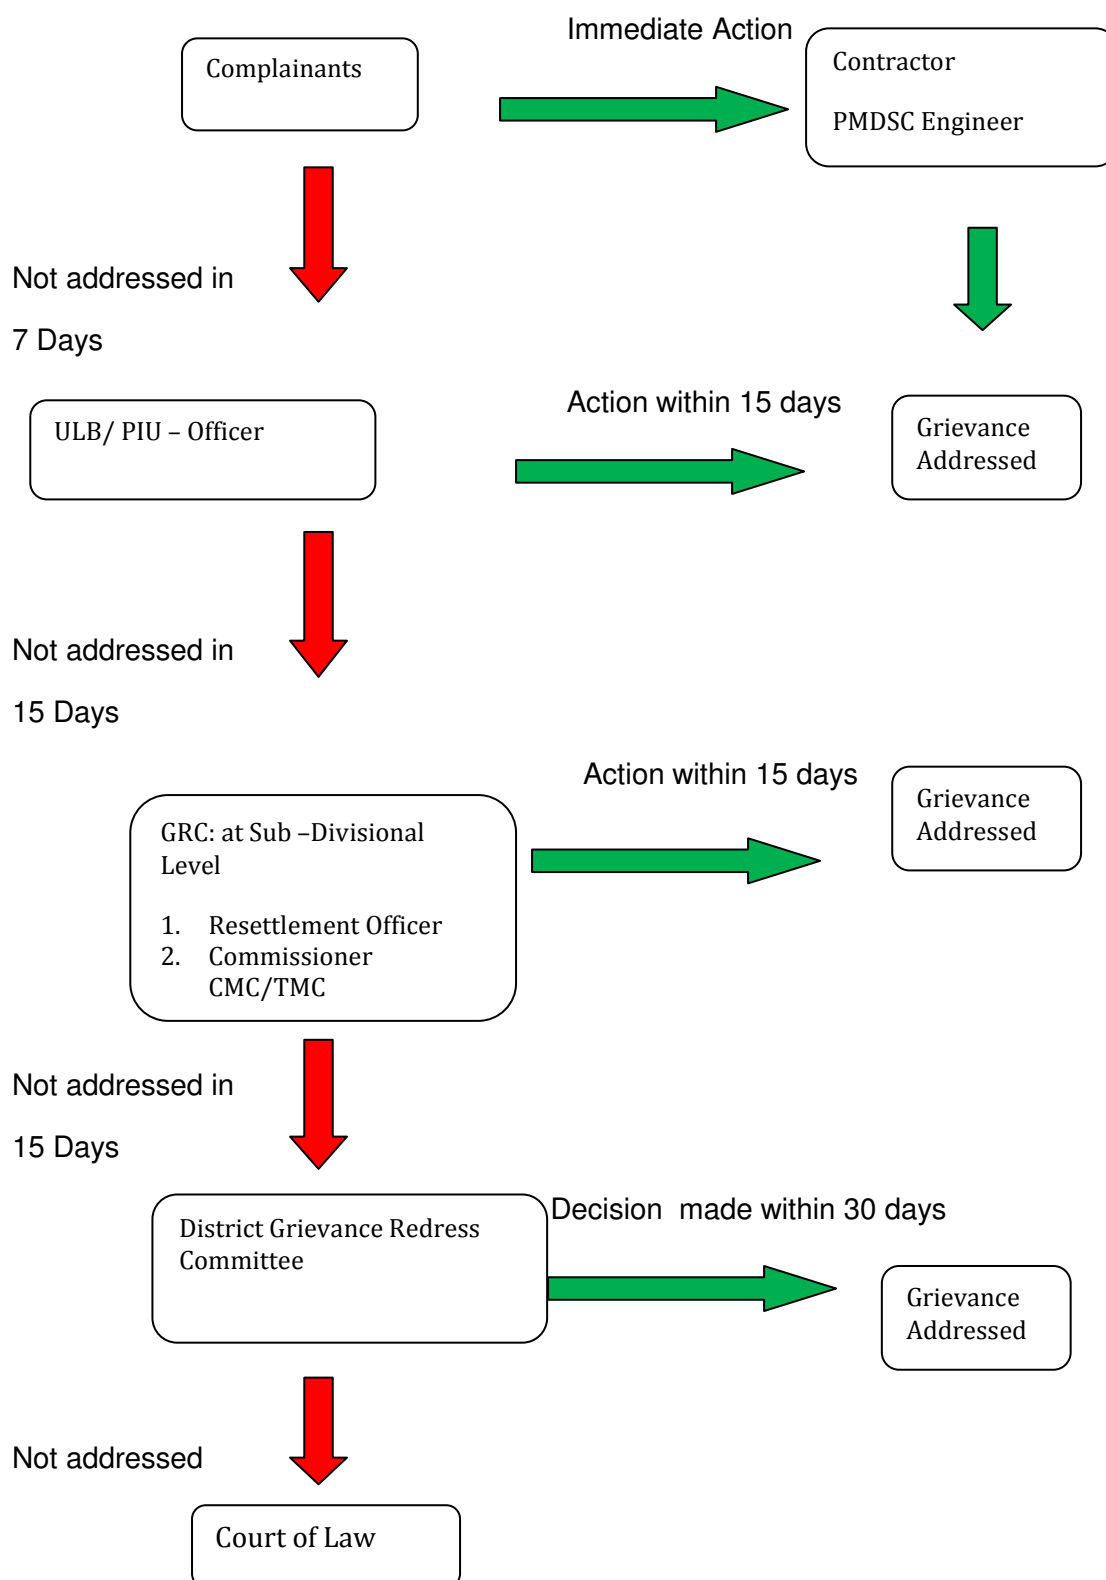 Immediate Action
Complainants
Contractor
PMDSC Engineer
Not addressed in
7 Days
ULB/ PIU – Officer
Action within 15 days
Grievance
Addressed
Not addressed in
15 Days
Action within 15 days
Grievance
Addressed
GRC: at Sub –Divisional
Level
1. Resettlement Officer
2. Commissioner
CMC/TMC
Not addressed in
15 Days
District Grievance Redress
Committee
Decision made within 30 days
Grievance
Addressed
Not addressed
Court of Law